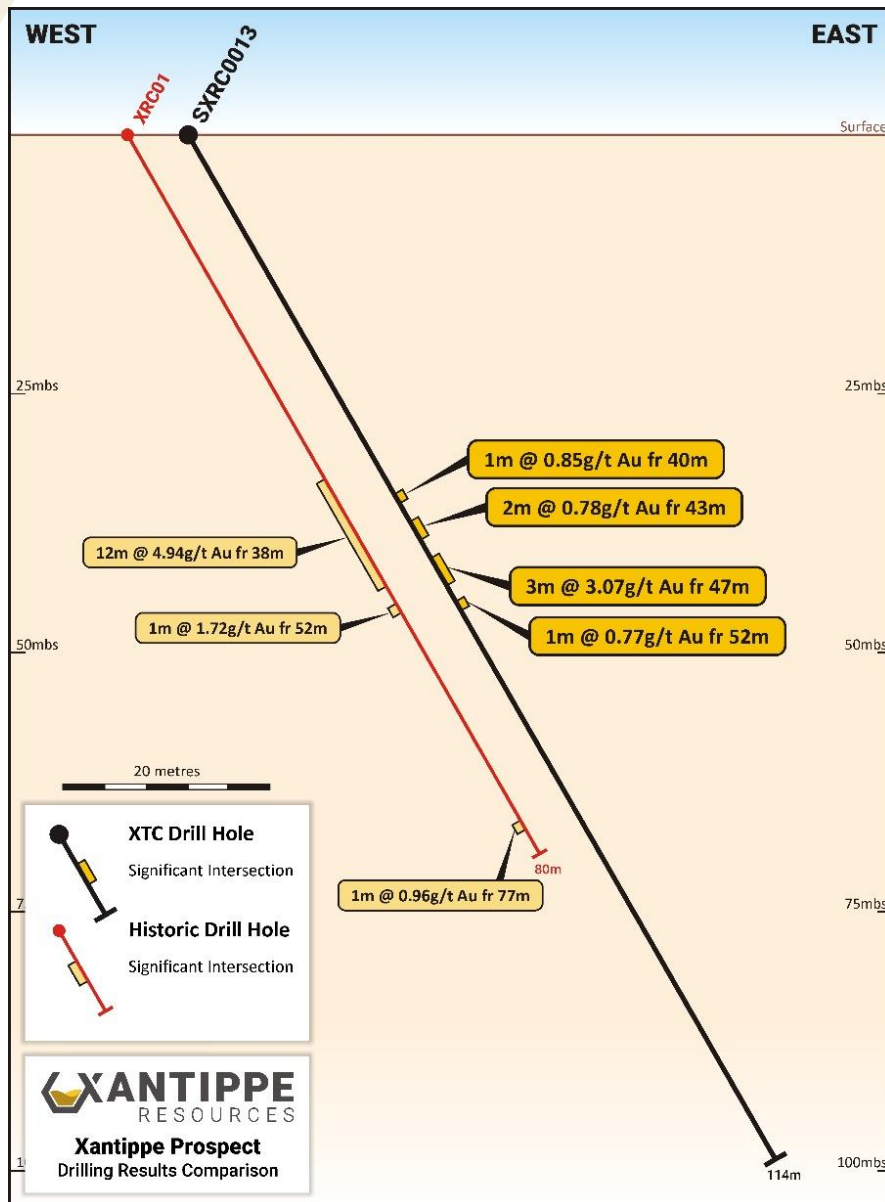 WEST
EAST
XRC01
SXRC0013
Surface
25mbs
25mbs
1m @ 0.85g/t Au fr 40m
2m @ 0.78g/t Au fr 43m
12m @ 4.94g/t Au fr 38m
3m @ 3.07g/t Au fr 47m
1m @ 1.72g/t Au fr 52m
1m @ 0.77g/t Au fr 52m
50mbs
50mbs
20 metres
XTC Drill Hole
Significant Intersection
80m
1m @ 0.96g/t Au fr 77m
75mbs
Historic Drill Hole
Significant Intersection
XANTIPPE
RESOURCES
Xantippe Prospect
Drilling Results Comparison
100mbs
114m